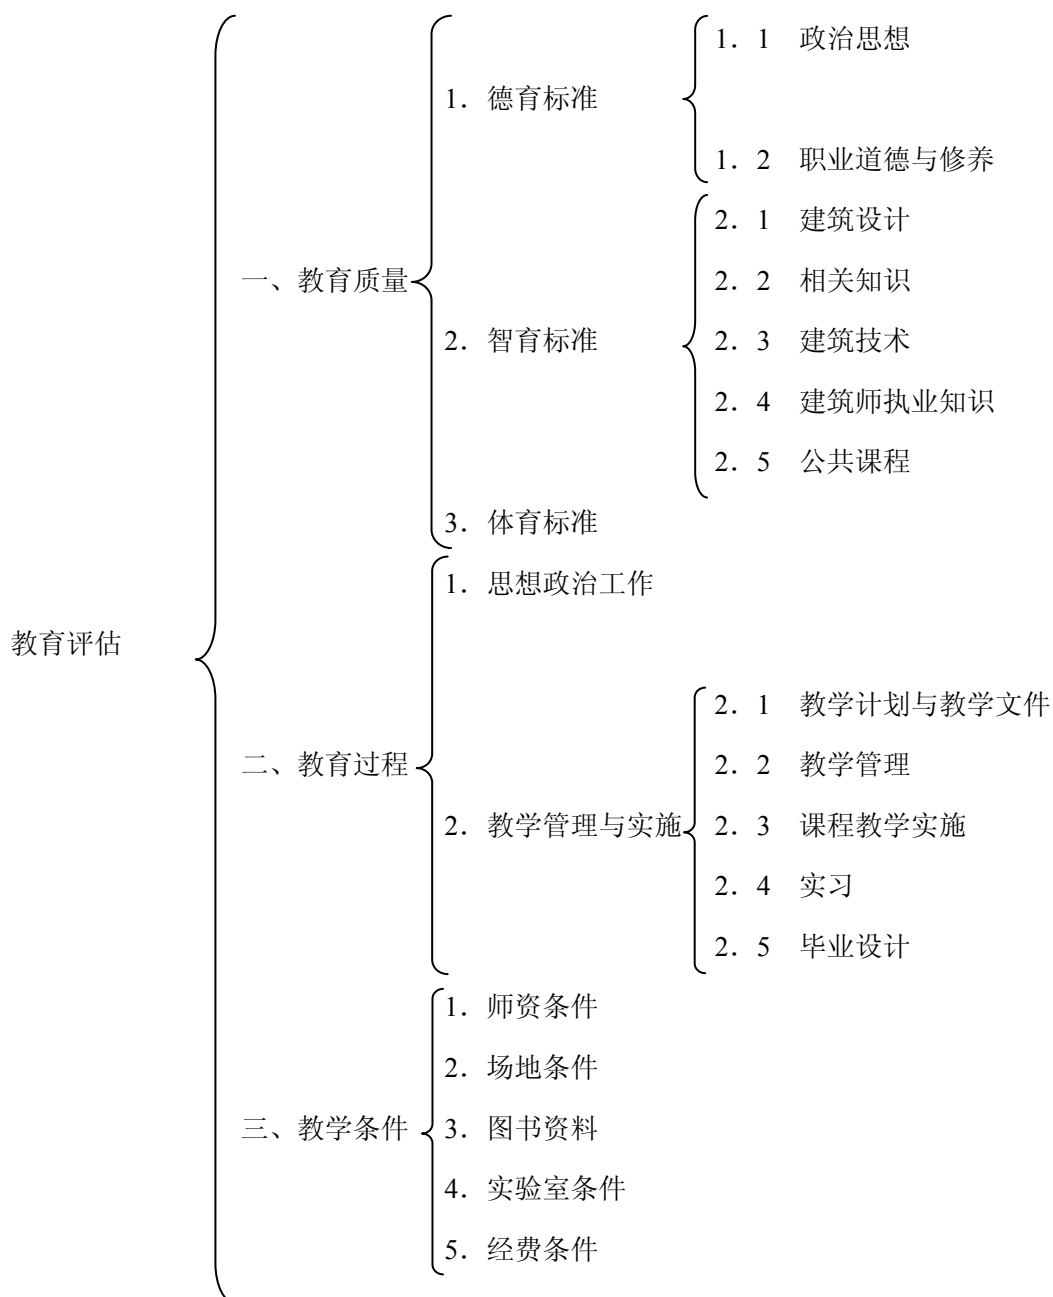 1．1 政治思想
1．德育标准
1．2 职业道德与修养
2．1 建筑设计
一、教育质量
2．2 相关知识
2．智育标准
2．3 建筑技术
2．4 建筑师执业知识
2．5 公共课程
3．体育标准
1．思想政治工作
教育评估
2．1 教学计划与教学文件
二、教育过程
2．2 教学管理
2．教学管理与实施
2．3 课程教学实施
2．4 实习
2．5 毕业设计
1．师资条件
2．场地条件
三、教学条件
3．图书资料
4．实验室条件
5．经费条件